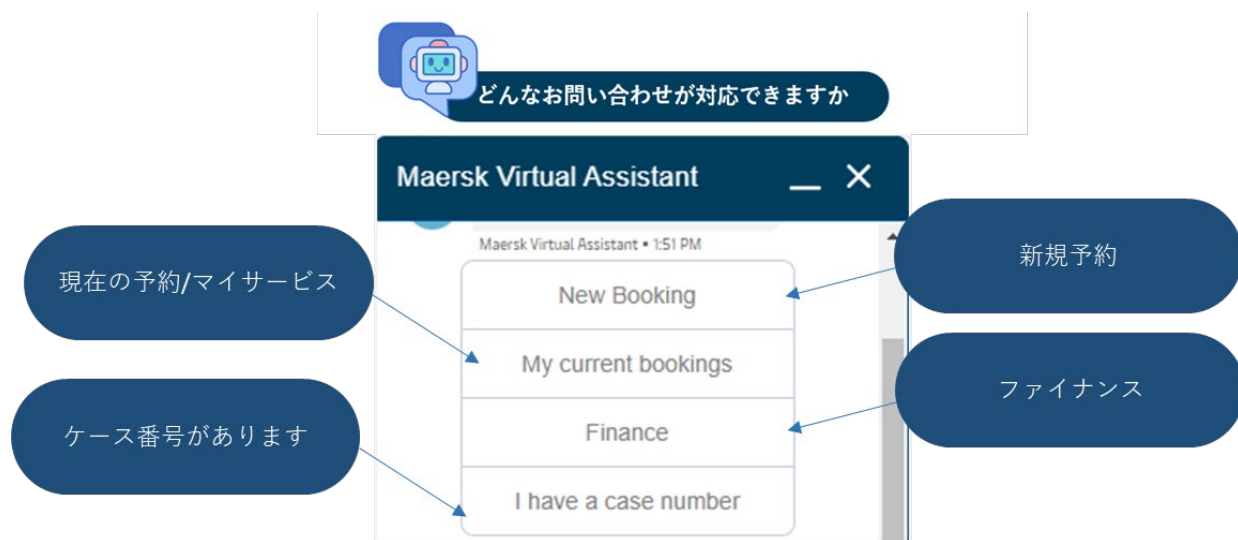 どんなお問い合わせが対応できますか
Maersk Virtual Assistant
Maersk Virtual Assistant • 1:51 PM
現在の予約/マイサービス
新規予約
New Booking
My current bookings
ファイナンス
Finance
ケース番号があります
I have a case number